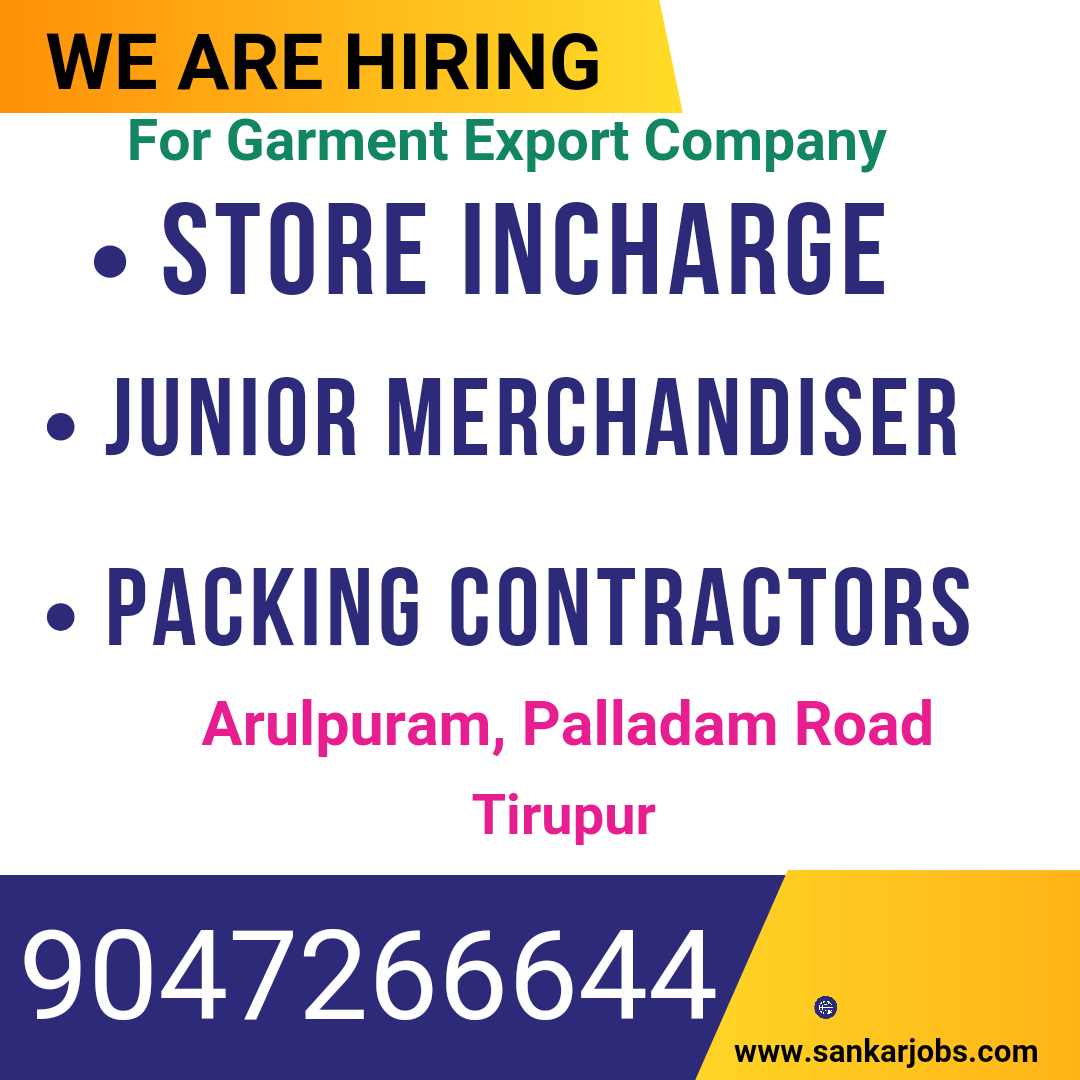 WE ARE HIRING
For Garment Export Company
• STORE INCHARGE
• JUNIOR MERCHANDISER
• PACKING CONTRACTORS
Arulpuram, Palladam Road
Tirupur
9047266644
www.sankarjobs.com